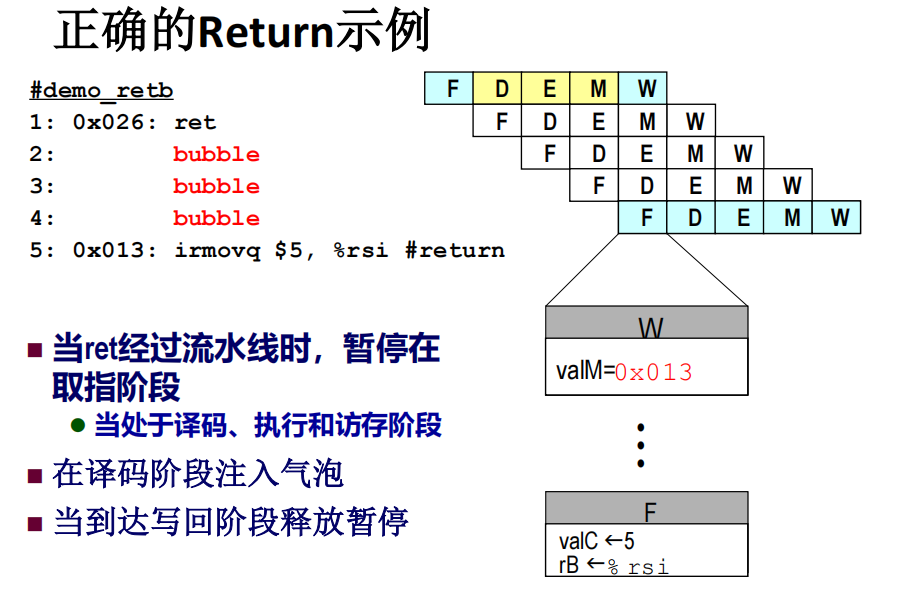 正确的Return示例
#demo_retb
1: 0x026: ret
2: bubble
3: bubble
4: bubble
5: 0x013: irmovq $5, %rsi #return
F D E M W
F D E M W
F D E M W
F D E M W
F D E M W
当ret经过流水线时，暂停在
取指阶段
当处于译码、执行和访存阶段
在译码阶段注入气泡
当到达写回阶段释放暂停
W
valM=0x013
F
valC ←5
rB ←% rsi